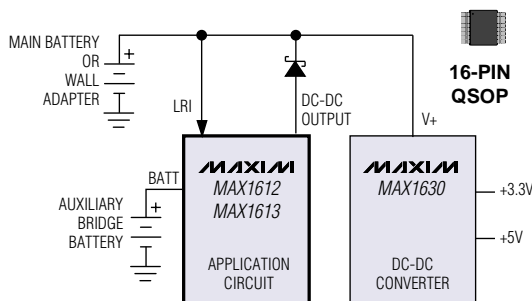 MAIN BATTERY
OR
WALL
ADAPTER
+
LRI
DC-DC
OUTPUT
V+
16-PIN
QSOP
BATT
AUXILIARY
BRIDGE
BATTERY
+
MAXIM
MAX1612
MAX1613
APPLICATION
CIRCUIT
MAXIM
MAX1630
DC-DC
CONVERTER
+3.3V
+5V